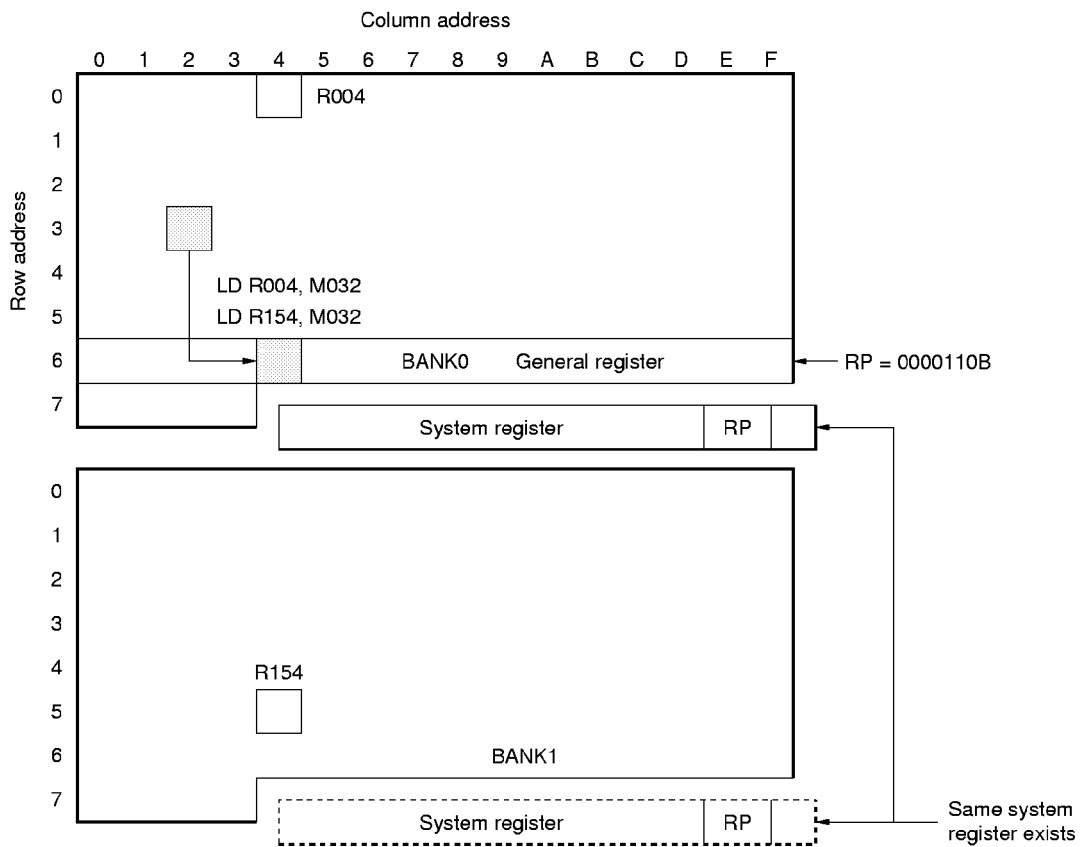 Column address
0 1 2 3 4 5 6 7 8 9 A B C D E F
Row address
0 R004
1
2
3
4 LD R004, M032
5 LD R154, M032
6 BANK0 General register RP = 0000110B
7 System register RP
0
1
2
3
4 R154
5
6 BANK1
7 System register RP
Same system
register exists